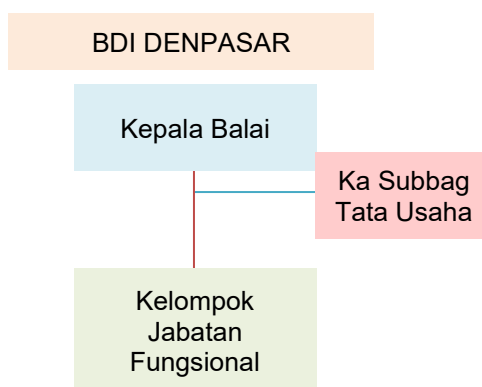 BDI DENPASAR
Kepala Balai
Ka Subbag
Tata Usaha
Kelompok
Jabatan
Fungsional